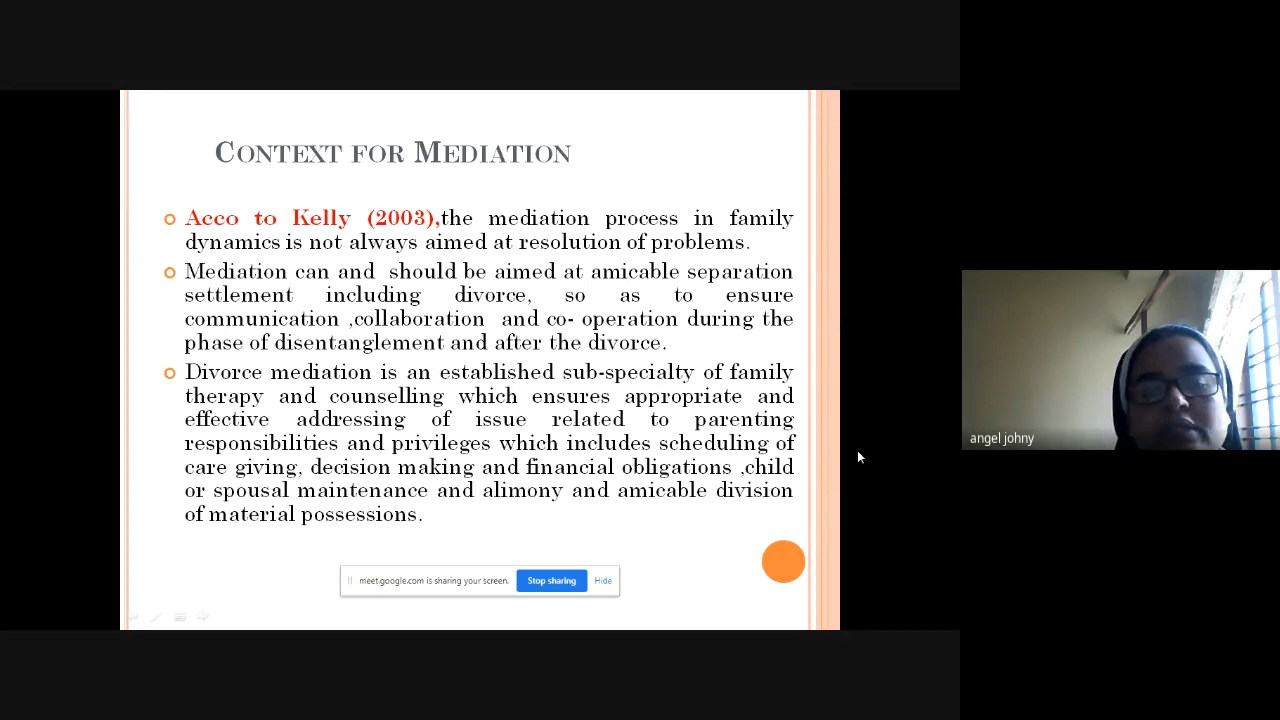 CONTEXT FOR MEDIATION
Acco to Kelly (2003),the mediation process in family
dynamics is not always aimed at resolution of problems.
Mediation can and should be aimed at amicable separation
settlement including divorce, so as to ensure
communication ,collaboration and co- operation during the
phase of disentanglement and after the divorce.
Divorce mediation is an established sub-specialty of family
therapy and counselling which ensures appropriate and
effective addressing of issue related to parenting
responsibilities and privileges which includes scheduling of
care giving, decision making and financial obligations ,child
or spousal maintenance and alimony and amicable division
of material possessions.
meet.google.com is sharing your screen. Stop sharing Hide
angel johny